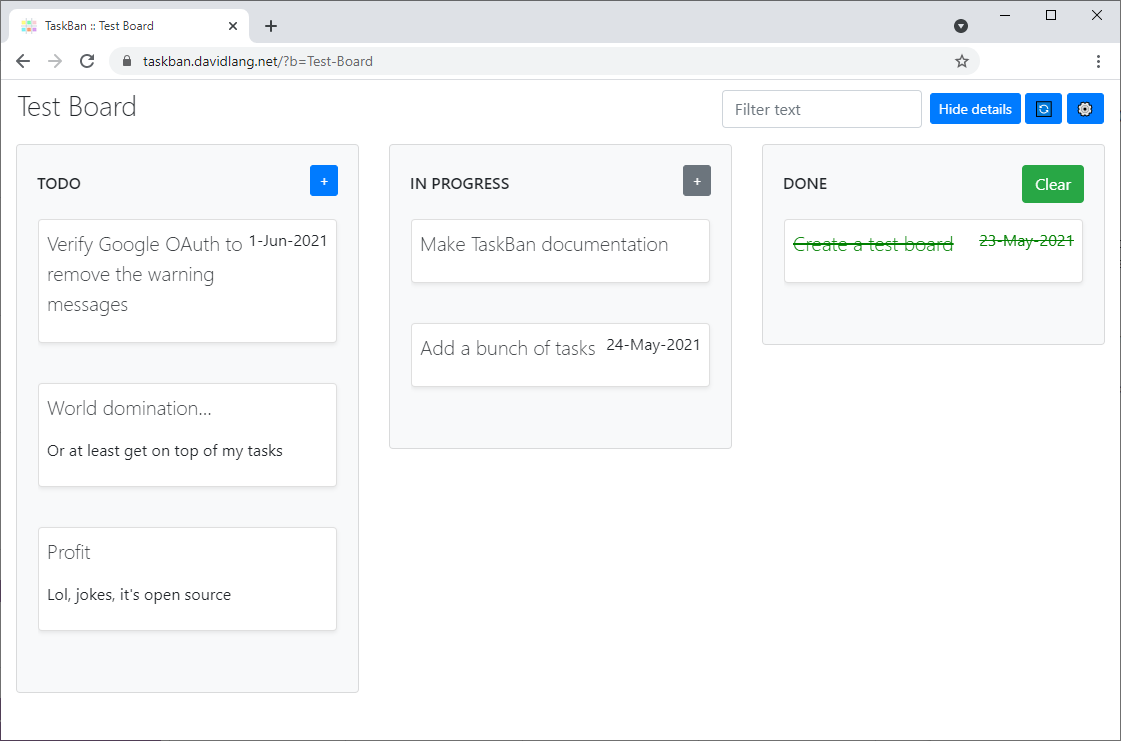 TaskBan :: Test Board
taskban.davidlang.net/?b=Test-Board
Test Board
Filter text
Hide details
TODO
+
Verify Google OAuth to 1-Jun-2021
remove the warning
messages
World domination...
Or at least get on top of my tasks
Profit
Lol, jokes, it's open source
IN PROGRESS
+
Make TaskBan documentation
Add a bunch of tasks 24-May-2021
DONE
Clear
Create a test board 23-May-2021